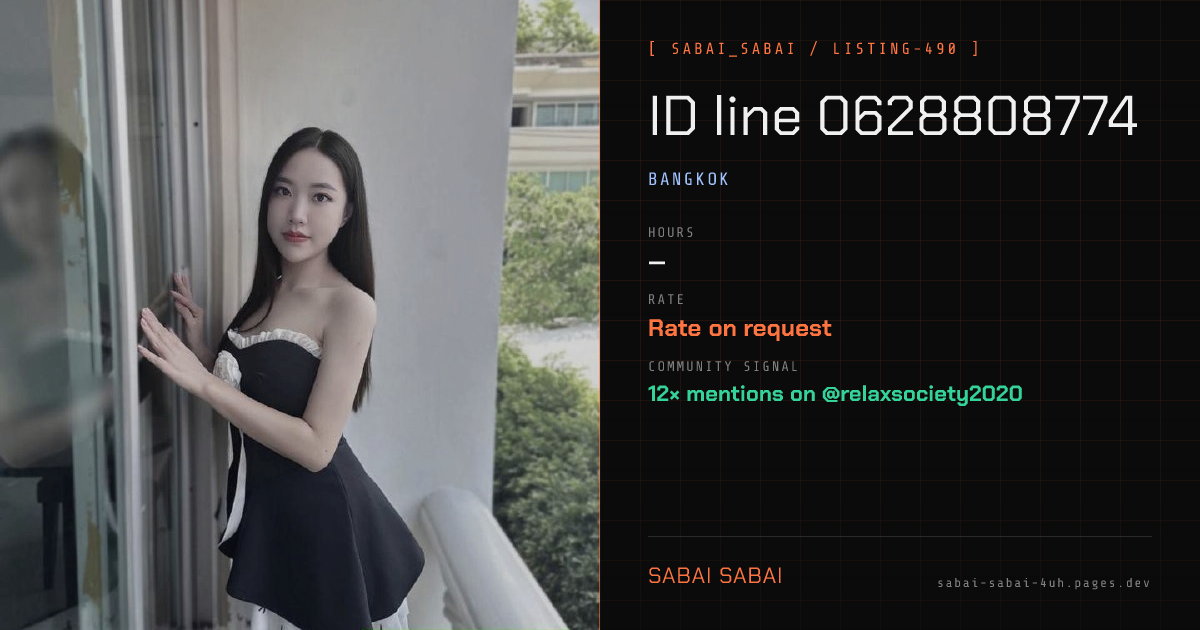 [ SABAI_SABAI / LISTING-490 ]
ID line 0628808774
BANGKOK
HOURS
—
RATE
Rate on request
COMMUNITY SIGNAL
12× mentions on @relaxsociety2020
SABAI SABAI
sabai-sabai-4uh.pages.dev